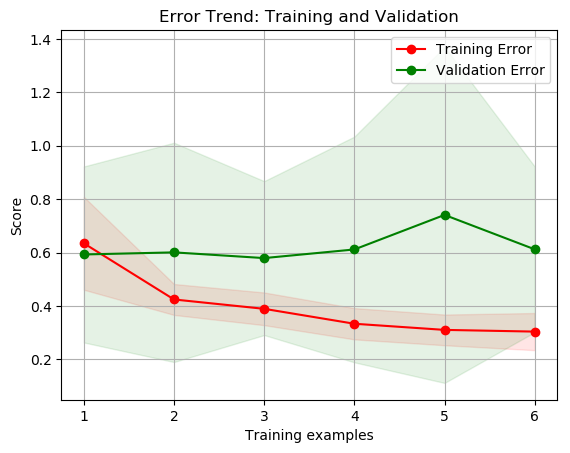 Error Trend: Training and Validation
1.4
1.2
1.0
0.8
0.6
0.4
0.2
Score
Training Error
Validation Error
1 2 3 4 5 6
Training examples